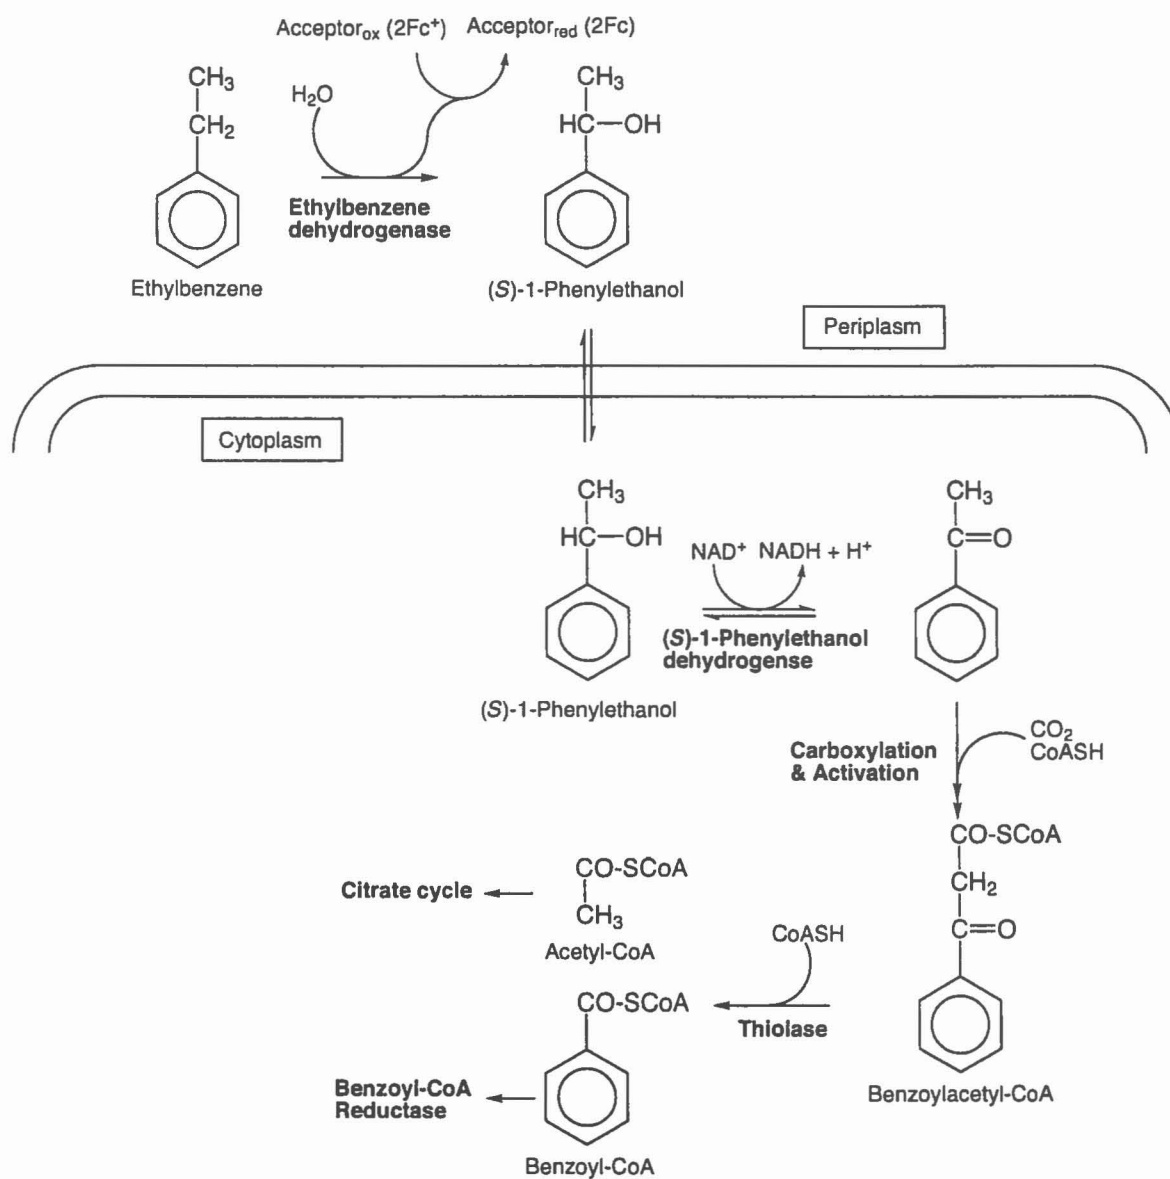 Acceptor_ox (2Fc⁺) Acceptor_red (2Fc)
CH₃
CH₂
H₂O
CH₃
HC—OH
Ethylbenzene
dehydrogenase
Ethylbenzene
(S)-1-Phenylethanol
Periplasm
Cytoplasm
CH₃
HC—OH
NAD⁺ NADH + H⁺
CH₃
C=O
(S)-1-Phenylethanol
dehydrogense
(S)-1-Phenylethanol
Carboxylation
& Activation
CO₂
CoASH
CO-SCoA
CH₂
C=O
Benzoylacetyl-CoA
CoASH
Thiolase
Citrate cycle
CO-SCoA
CH₃
Acetyl-CoA
CO-SCoA
Benzoyl-CoA
Reductase
Benzoyl-CoA